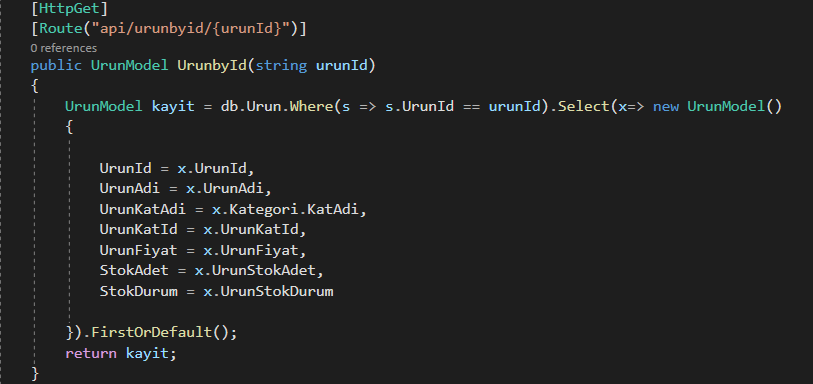 [HttpGet]
[Route("api/urunbyid/{urunId}")]
0 references
public UrunModel UrunbyId(string urunId)
{
UrunModel kayit = db.Urun.Where(s => s.UrunId == urunId).Select(x=> new UrunModel()
{
UrunId = x.UrunId,
UrunAdi = x.UrunAdi,
UrunKatAdi = x.Kategori.KatAdi,
UrunKatId = x.UrunKatId,
UrunFiyat = x.UrunFiyat,
StokAdet = x.UrunStokAdet,
StokDurum = x.UrunStokDurum
}).FirstOrDefault();
return kayit;
}